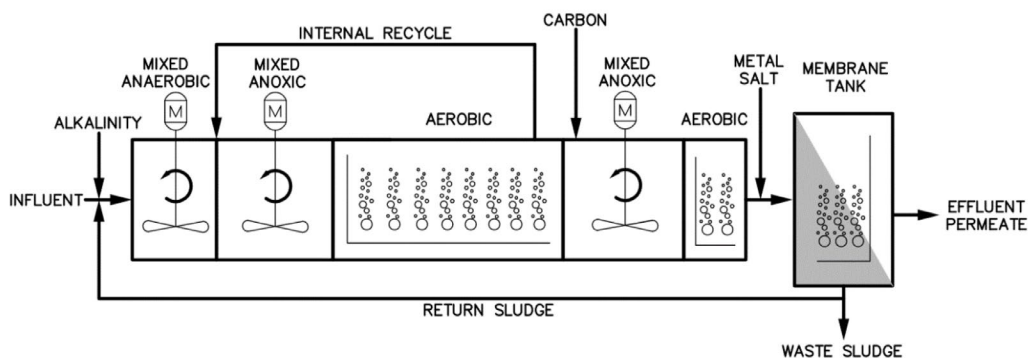 CARBON
INTERNAL RECYCLE
METAL
SALT
MEMBRANE
TANK
MIXED
ANAEROBIC
MIXED
ANOXIC
MIXED
ANOXIC
M
M
M
ALKALINITY
AEROBIC
AEROBIC
INFLUENT
EFFLUENT
PERMEATE
RETURN SLUDGE
WASTE SLUDGE